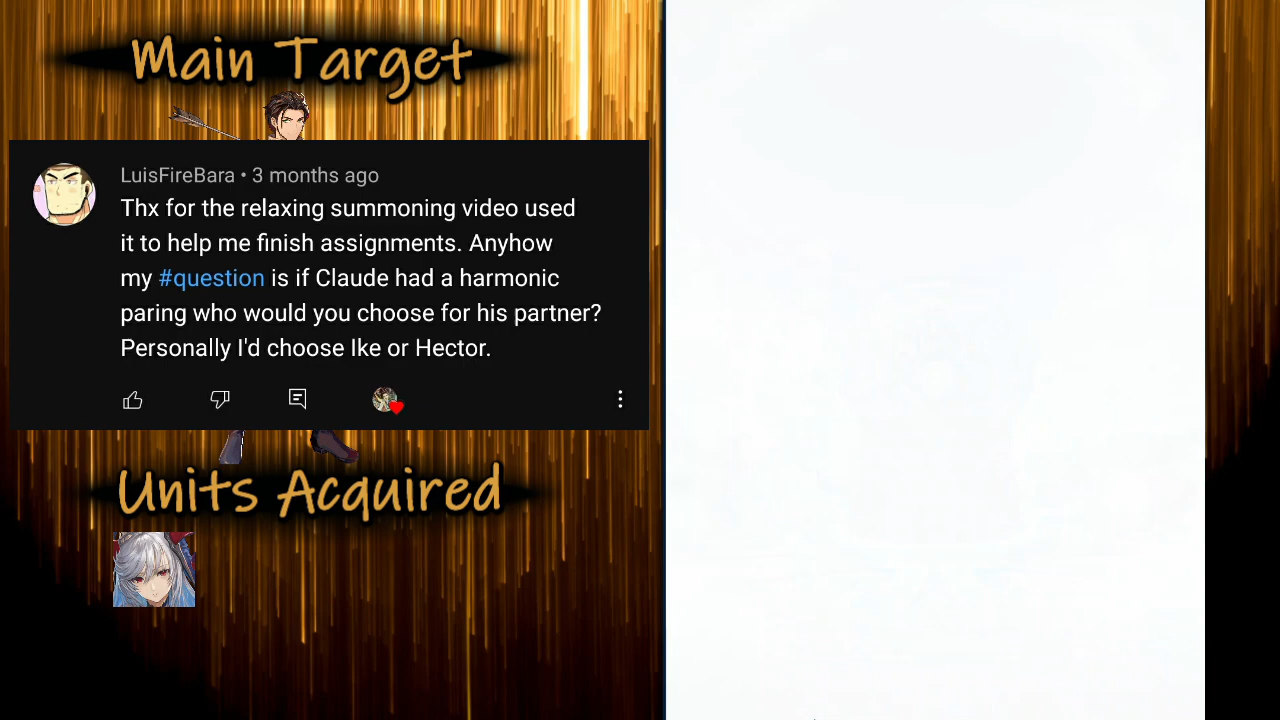 Main Target
LuisFireBara • 3 months ago
Thx for the relaxing summoning video used
it to help me finish assignments. Anyhow
my #question is if Claude had a harmonic
paring who would you choose for his partner?
Personally I'd choose Ike or Hector.
Units Acquired